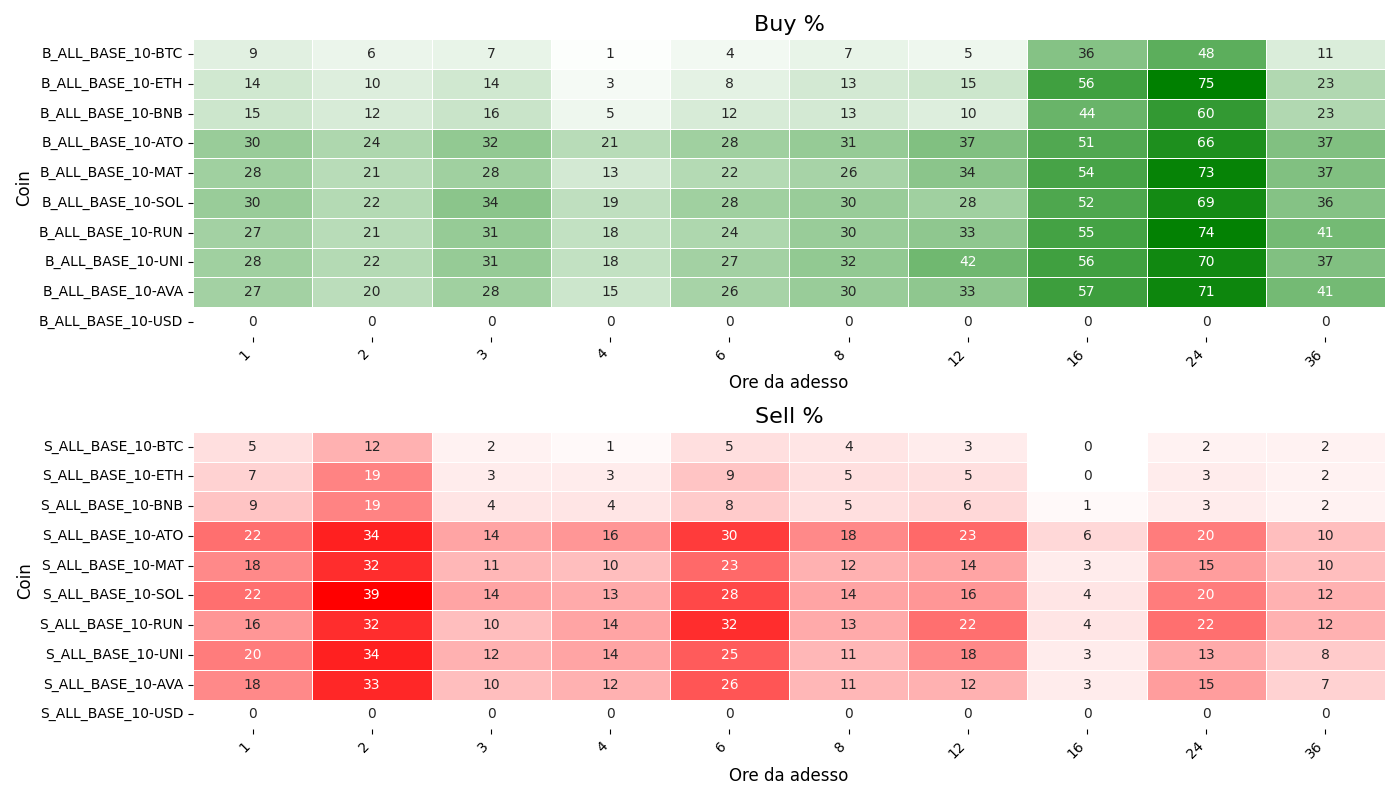 Buy %
Coin
B_ALL_BASE_10-BTC 9 6 7 1 4 7 5 36 48 11
B_ALL_BASE_10-ETH 14 10 14 3 8 13 15 56 75 23
B_ALL_BASE_10-BNB 15 12 16 5 12 13 10 44 60 23
B_ALL_BASE_10-ATO 30 24 32 21 28 31 37 51 66 37
B_ALL_BASE_10-MAT 28 21 28 13 22 26 34 54 73 37
B_ALL_BASE_10-SOL 30 22 34 19 28 30 28 52 69 36
B_ALL_BASE_10-RUN 27 21 31 18 24 30 33 55 74 41
B_ALL_BASE_10-UNI 28 22 31 18 27 32 42 56 70 37
B_ALL_BASE_10-AVA 27 20 28 15 26 30 33 57 71 41
B_ALL_BASE_10-USD 0 0 0 0 0 0 0 0 0 0
1 2 3 4 6 8 12 16 24 36
Ore da adesso
Sell %
Coin
S_ALL_BASE_10-BTC 5 12 2 1 5 4 3 0 2 2
S_ALL_BASE_10-ETH 7 19 3 3 9 5 5 0 3 2
S_ALL_BASE_10-BNB 9 19 4 4 8 5 6 1 3 2
S_ALL_BASE_10-ATO 22 34 14 16 30 18 23 6 20 10
S_ALL_BASE_10-MAT 18 32 11 10 23 12 14 3 15 10
S_ALL_BASE_10-SOL 22 39 14 13 28 14 16 4 20 12
S_ALL_BASE_10-RUN 16 32 10 14 32 13 22 4 22 12
S_ALL_BASE_10-UNI 20 34 12 14 25 11 18 3 13 8
S_ALL_BASE_10-AVA 18 33 10 12 26 11 12 3 15 7
S_ALL_BASE_10-USD 0 0 0 0 0 0 0 0 0 0
1 2 3 4 6 8 12 16 24 36
Ore da adesso